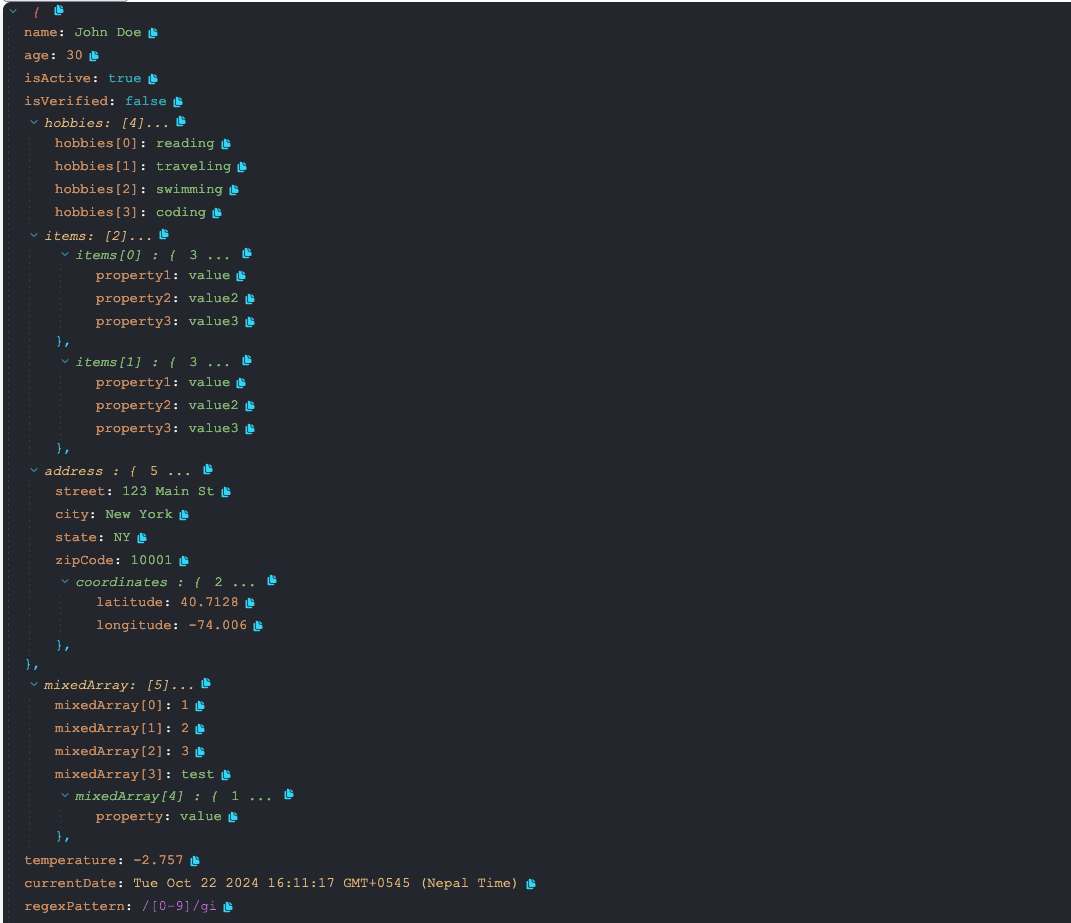 {
name: John Doe
age: 30
isActive: true
isVerified: false
hobbies: [4]...
hobbies[0]: reading
hobbies[1]: traveling
hobbies[2]: swimming
hobbies[3]: coding
items: [2]...
items[0] : { 3 ...
property1: value
property2: value2
property3: value3
},
items[1] : { 3 ...
property1: value
property2: value2
property3: value3
},
address : { 5 ...
street: 123 Main St
city: New York
state: NY
zipCode: 10001
coordinates : { 2 ...
latitude: 40.7128
longitude: -74.006
},
},
mixedArray: [5]...
mixedArray[0]: 1
mixedArray[1]: 2
mixedArray[2]: 3
mixedArray[3]: test
mixedArray[4] : { 1 ...
property: value
},
temperature: -2.757
currentDate: Tue Oct 22 2024 16:11:17 GMT+0545 (Nepal Time)
regexPattern: /[0-9]/gi